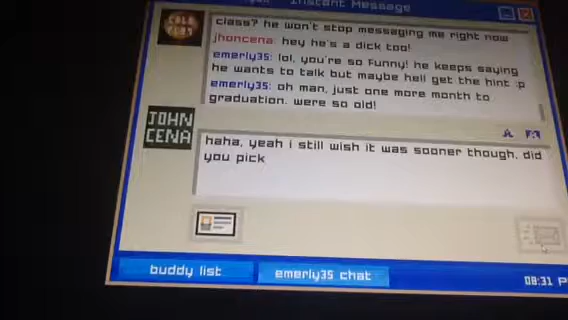 Instant Message
COLD PLAY
class? he won't stop messaging me right now
jhoncena: hey he's a dick too!
emerly35: lol, you're so funny! he keeps saying
he wants to talk but maybe hell get the hint :p
emerly35: oh man, just one more month to
graduation. were so old!
JOHN
CENA
haha, yeah i still wish it was sooner though. did
you pick
buddy list
emerly35 chat
08:31 P